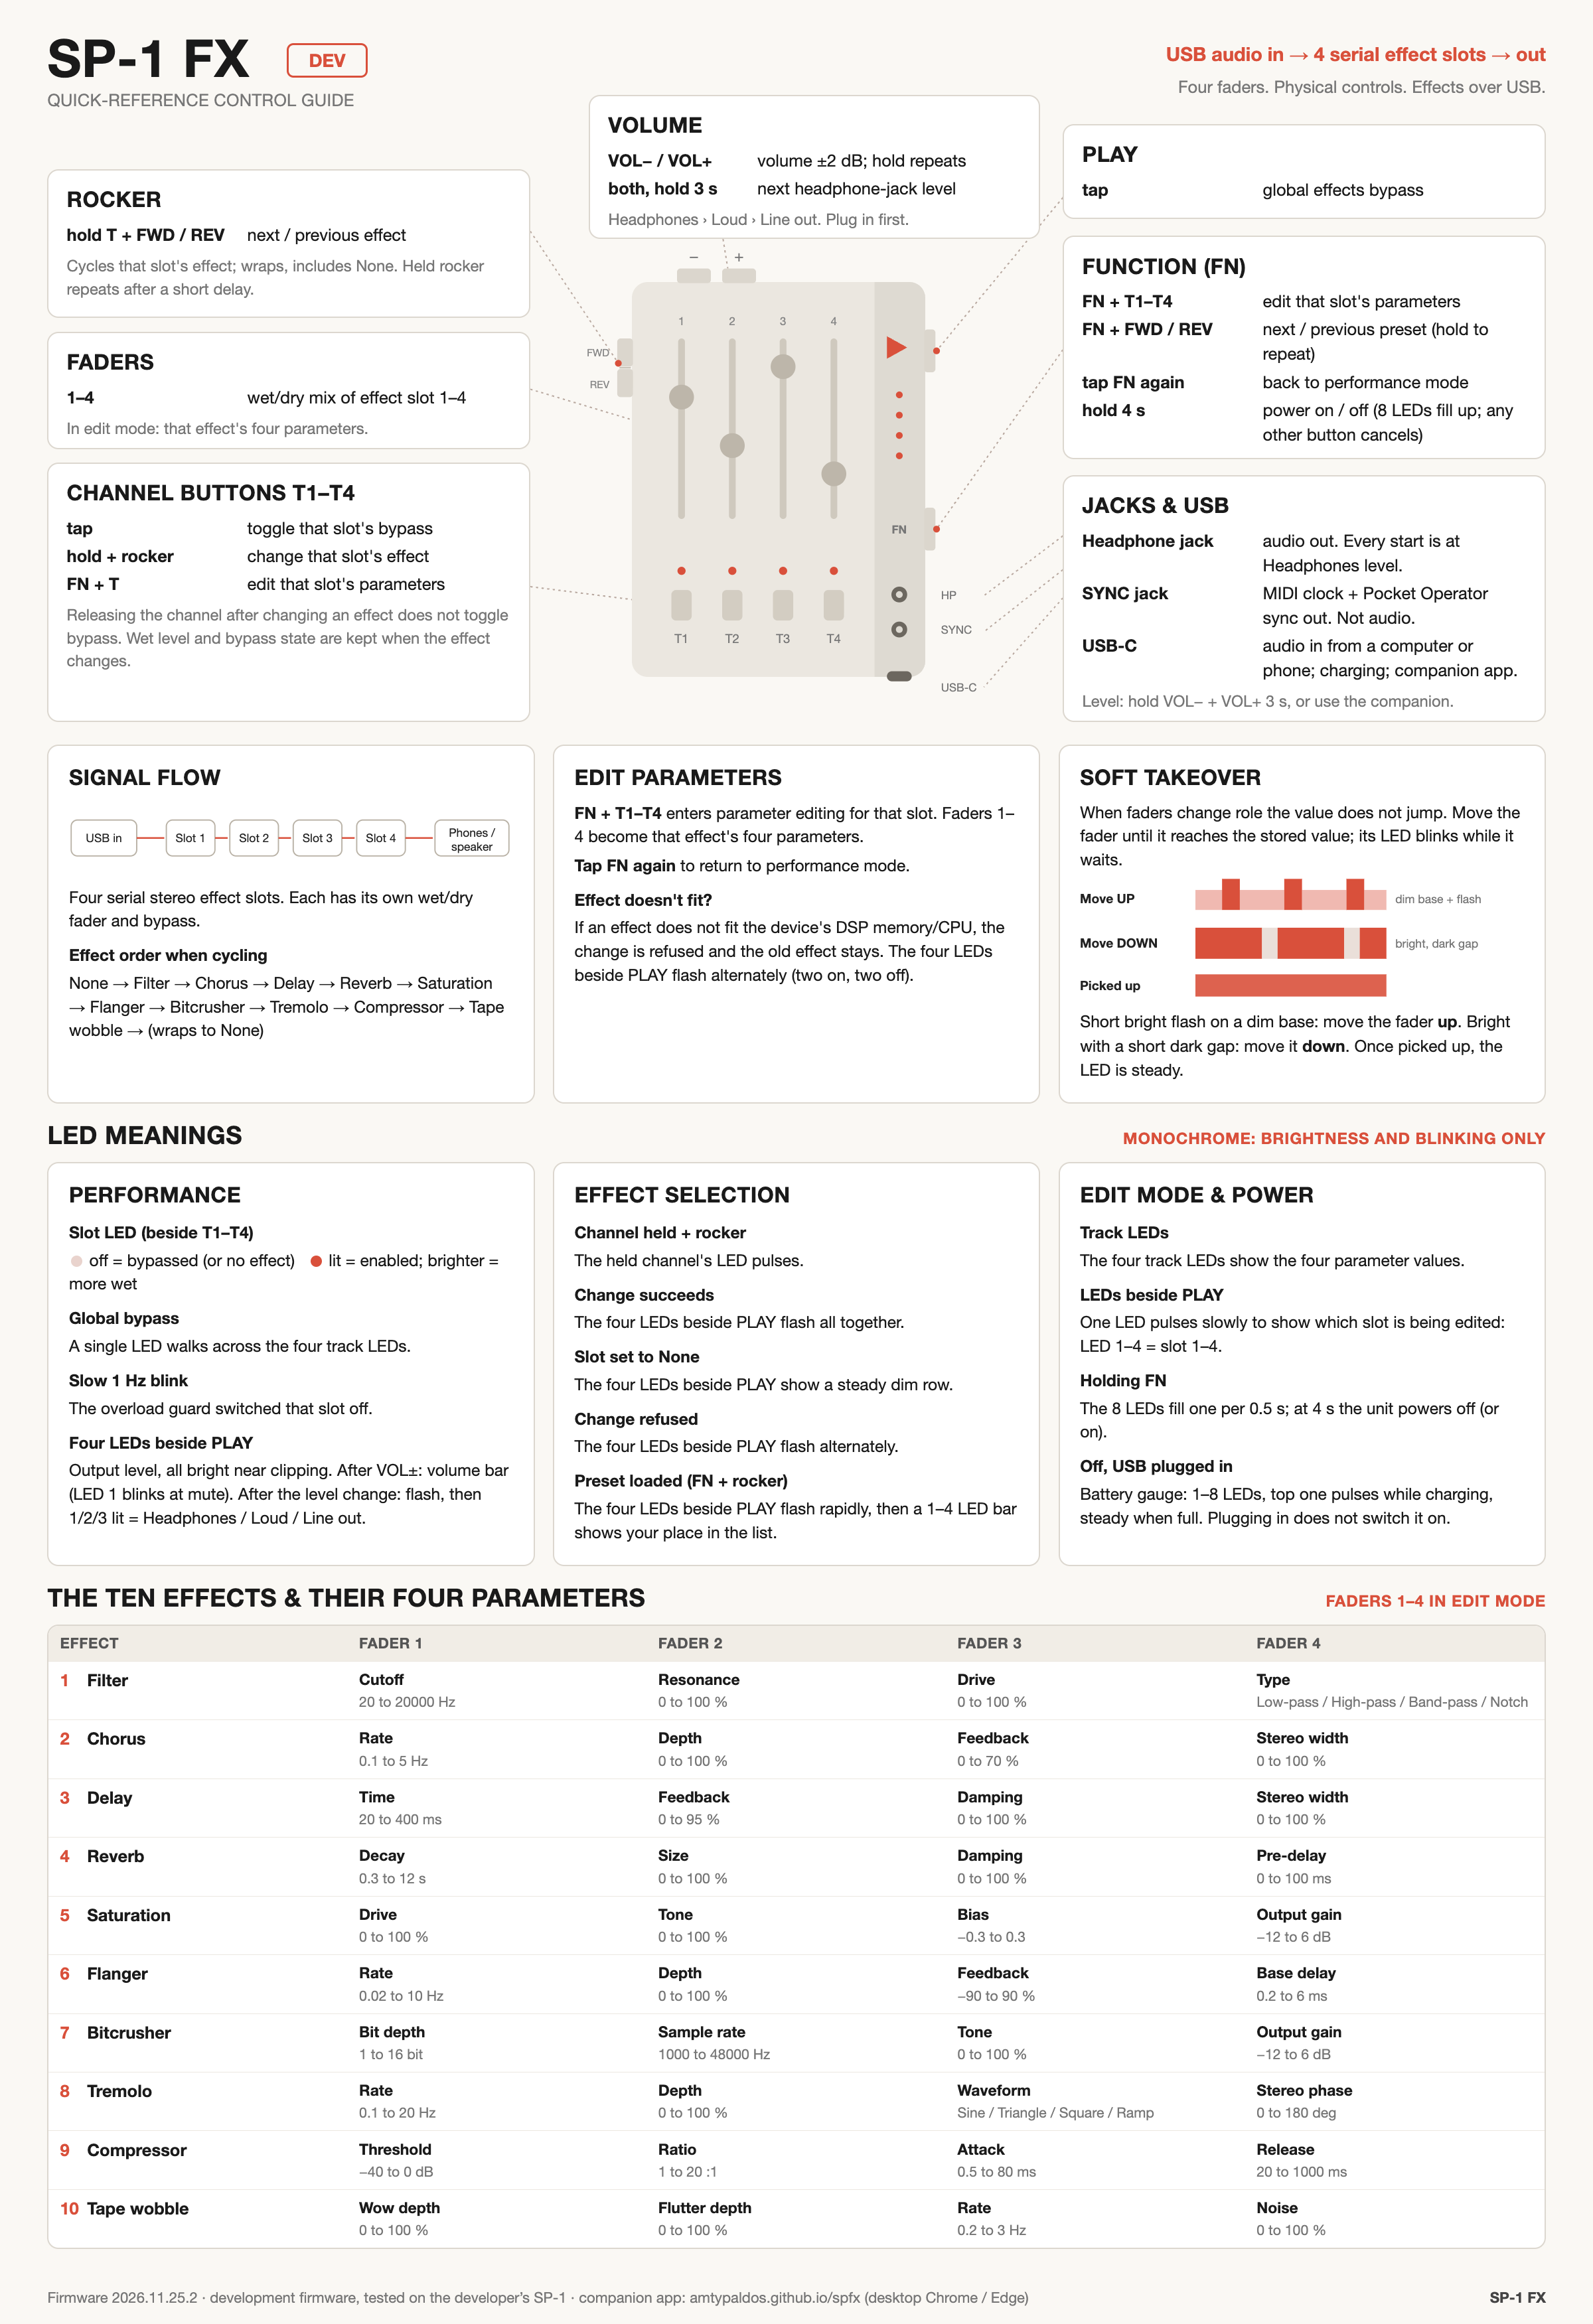 SP-1 FX DEV
QUICK-REFERENCE CONTROL GUIDE
USB audio in → 4 serial effect slots → out
Four faders. Physical controls. Effects over USB.
VOLUME
VOL− / VOL+ volume ±2 dB; hold repeats
both, hold 3 s next headphone-jack level
Headphones › Loud › Line out. Plug in first.
ROCKER
hold T + FWD / REV next / previous effect
Cycles that slot's effect; wraps, includes None. Held rocker
repeats after a short delay.
FADERS
1–4 wet/dry mix of effect slot 1–4
In edit mode: that effect's four parameters.
CHANNEL BUTTONS T1–T4
tap toggle that slot's bypass
hold + rocker change that slot's effect
FN + T edit that slot's parameters
Releasing the channel after changing an effect does not toggle
bypass. Wet level and bypass state are kept when the effect
changes.
− +
1 2 3 4
FWD
REV
FN
HP
SYNC
T1 T2 T3 T4
USB-C
PLAY
tap global effects bypass
FUNCTION (FN)
FN + T1–T4 edit that slot's parameters
FN + FWD / REV next / previous preset (hold to
repeat)
tap FN again back to performance mode
hold 4 s power on / off (8 LEDs fill up; any
other button cancels)
JACKS & USB
Headphone jack audio out. Every start is at
Headphones level.
SYNC jack MIDI clock + Pocket Operator
sync out. Not audio.
USB-C audio in from a computer or
phone; charging; companion app.
Level: hold VOL− + VOL+ 3 s, or use the companion.
SIGNAL FLOW
USB in Slot 1 Slot 2 Slot 3 Slot 4 Phones /
speaker
Four serial stereo effect slots. Each has its own wet/dry
fader and bypass.
Effect order when cycling
None → Filter → Chorus → Delay → Reverb → Saturation
→ Flanger → Bitcrusher → Tremolo → Compressor → Tape
wobble → (wraps to None)
EDIT PARAMETERS
FN + T1–T4 enters parameter editing for that slot. Faders 1–
4 become that effect's four parameters.
Tap FN again to return to performance mode.
Effect doesn't fit?
If an effect does not fit the device's DSP memory/CPU, the
change is refused and the old effect stays. The four LEDs
beside PLAY flash alternately (two on, two off).
SOFT TAKEOVER
When faders change role the value does not jump. Move the
fader until it reaches the stored value; its LED blinks while it
waits.
Move UP dim base + flash
Move DOWN bright, dark gap
Picked up
Short bright flash on a dim base: move the fader up. Bright
with a short dark gap: move it down. Once picked up, the
LED is steady.
LED MEANINGS
MONOCHROME: BRIGHTNESS AND BLINKING ONLY
PERFORMANCE
Slot LED (beside T1–T4)
off = bypassed (or no effect) lit = enabled; brighter =
more wet
Global bypass
A single LED walks across the four track LEDs.
Slow 1 Hz blink
The overload guard switched that slot off.
Four LEDs beside PLAY
Output level, all bright near clipping. After VOL±: volume bar
(LED 1 blinks at mute). After the level change: flash, then
1/2/3 lit = Headphones / Loud / Line out.
EFFECT SELECTION
Channel held + rocker
The held channel's LED pulses.
Change succeeds
The four LEDs beside PLAY flash all together.
Slot set to None
The four LEDs beside PLAY show a steady dim row.
Change refused
The four LEDs beside PLAY flash alternately.
Preset loaded (FN + rocker)
The four LEDs beside PLAY flash rapidly, then a 1–4 LED bar
shows your place in the list.
EDIT MODE & POWER
Track LEDs
The four track LEDs show the four parameter values.
LEDs beside PLAY
One LED pulses slowly to show which slot is being edited:
LED 1–4 = slot 1–4.
Holding FN
The 8 LEDs fill one per 0.5 s; at 4 s the unit powers off (or
on).
Off, USB plugged in
Battery gauge: 1–8 LEDs, top one pulses while charging,
steady when full. Plugging in does not switch it on.
THE TEN EFFECTS & THEIR FOUR PARAMETERS
FADERS 1–4 IN EDIT MODE
EFFECT FADER 1 FADER 2 FADER 3 FADER 4
1 Filter Cutoff Resonance Drive Type
20 to 20000 Hz 0 to 100 % 0 to 100 % Low-pass / High-pass / Band-pass / Notch
2 Chorus Rate Depth Feedback Stereo width
0.1 to 5 Hz 0 to 100 % 0 to 70 % 0 to 100 %
3 Delay Time Feedback Damping Stereo width
20 to 400 ms 0 to 95 % 0 to 100 % 0 to 100 %
4 Reverb Decay Size Damping Pre-delay
0.3 to 12 s 0 to 100 % 0 to 100 % 0 to 100 ms
5 Saturation Drive Tone Bias Output gain
0 to 100 % 0 to 100 % −0.3 to 0.3 −12 to 6 dB
6 Flanger Rate Depth Feedback Base delay
0.02 to 10 Hz 0 to 100 % −90 to 90 % 0.2 to 6 ms
7 Bitcrusher Bit depth Sample rate Tone Output gain
1 to 16 bit 1000 to 48000 Hz 0 to 100 % −12 to 6 dB
8 Tremolo Rate Depth Waveform Stereo phase
0.1 to 20 Hz 0 to 100 % Sine / Triangle / Square / Ramp 0 to 180 deg
9 Compressor Threshold Ratio Attack Release
−40 to 0 dB 1 to 20 :1 0.5 to 80 ms 20 to 1000 ms
10 Tape wobble Wow depth Flutter depth Rate Noise
0 to 100 % 0 to 100 % 0.2 to 3 Hz 0 to 100 %
Firmware 2026.11.25.2 · development firmware, tested on the developer's SP-1 · companion app: amtypaldos.github.io/spfx (desktop Chrome / Edge)
SP-1 FX